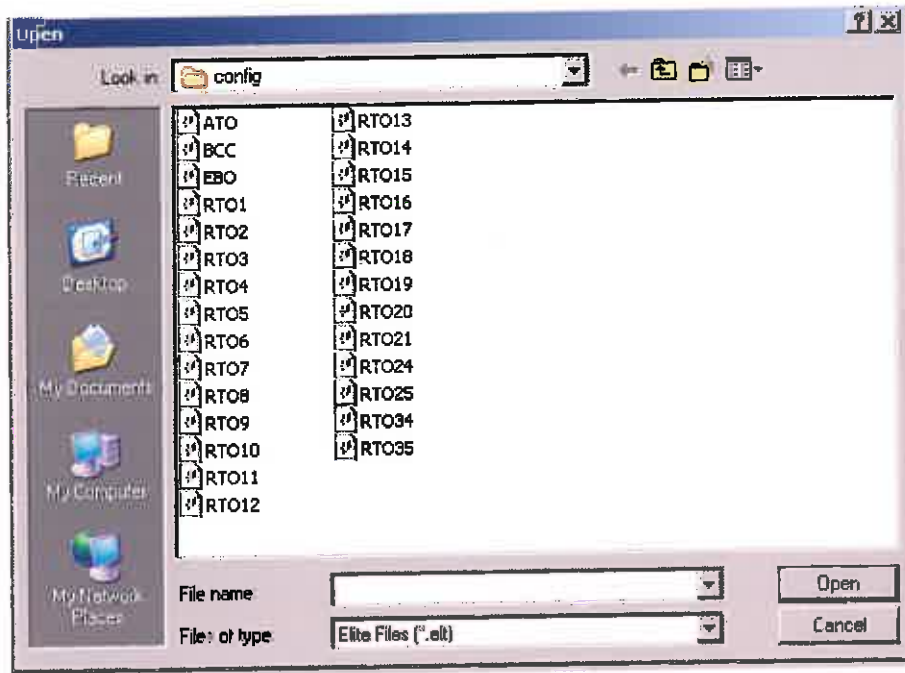 Open
Look in
config
ATO
BCC
EBO
RTO1
RTO2
RTO3
RTO4
RTO5
RTO6
RTO7
RTO8
RTO9
RTO10
RTO11
RTO12
RTO13
RTO14
RTO15
RTO16
RTO17
RTO18
RTO19
RTO20
RTO21
RTO24
RTO25
RTO34
RTO35
Recent
Desktop
My Documents
My Computer
My Network
Places
File name
Open
Files of type
Elite Files (*.elt)
Cancel